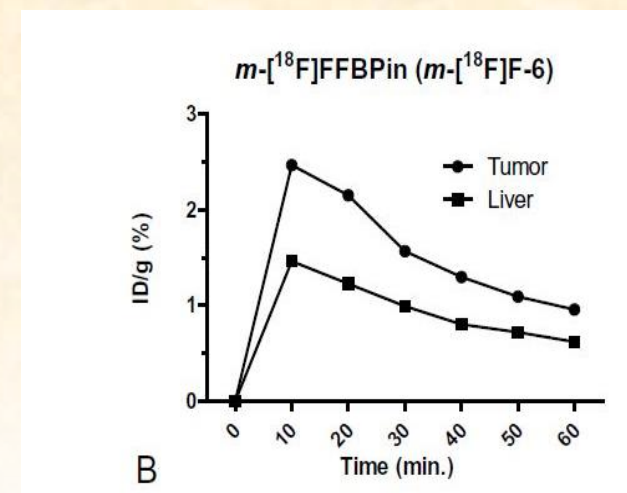 m-[¹⁸F]FFBPin (m-[¹⁸F]F-6)
3
Tumor
Liver
2
ID/g (%)
1
0
0 10 20 30 40 50 60
Time (min.)
B